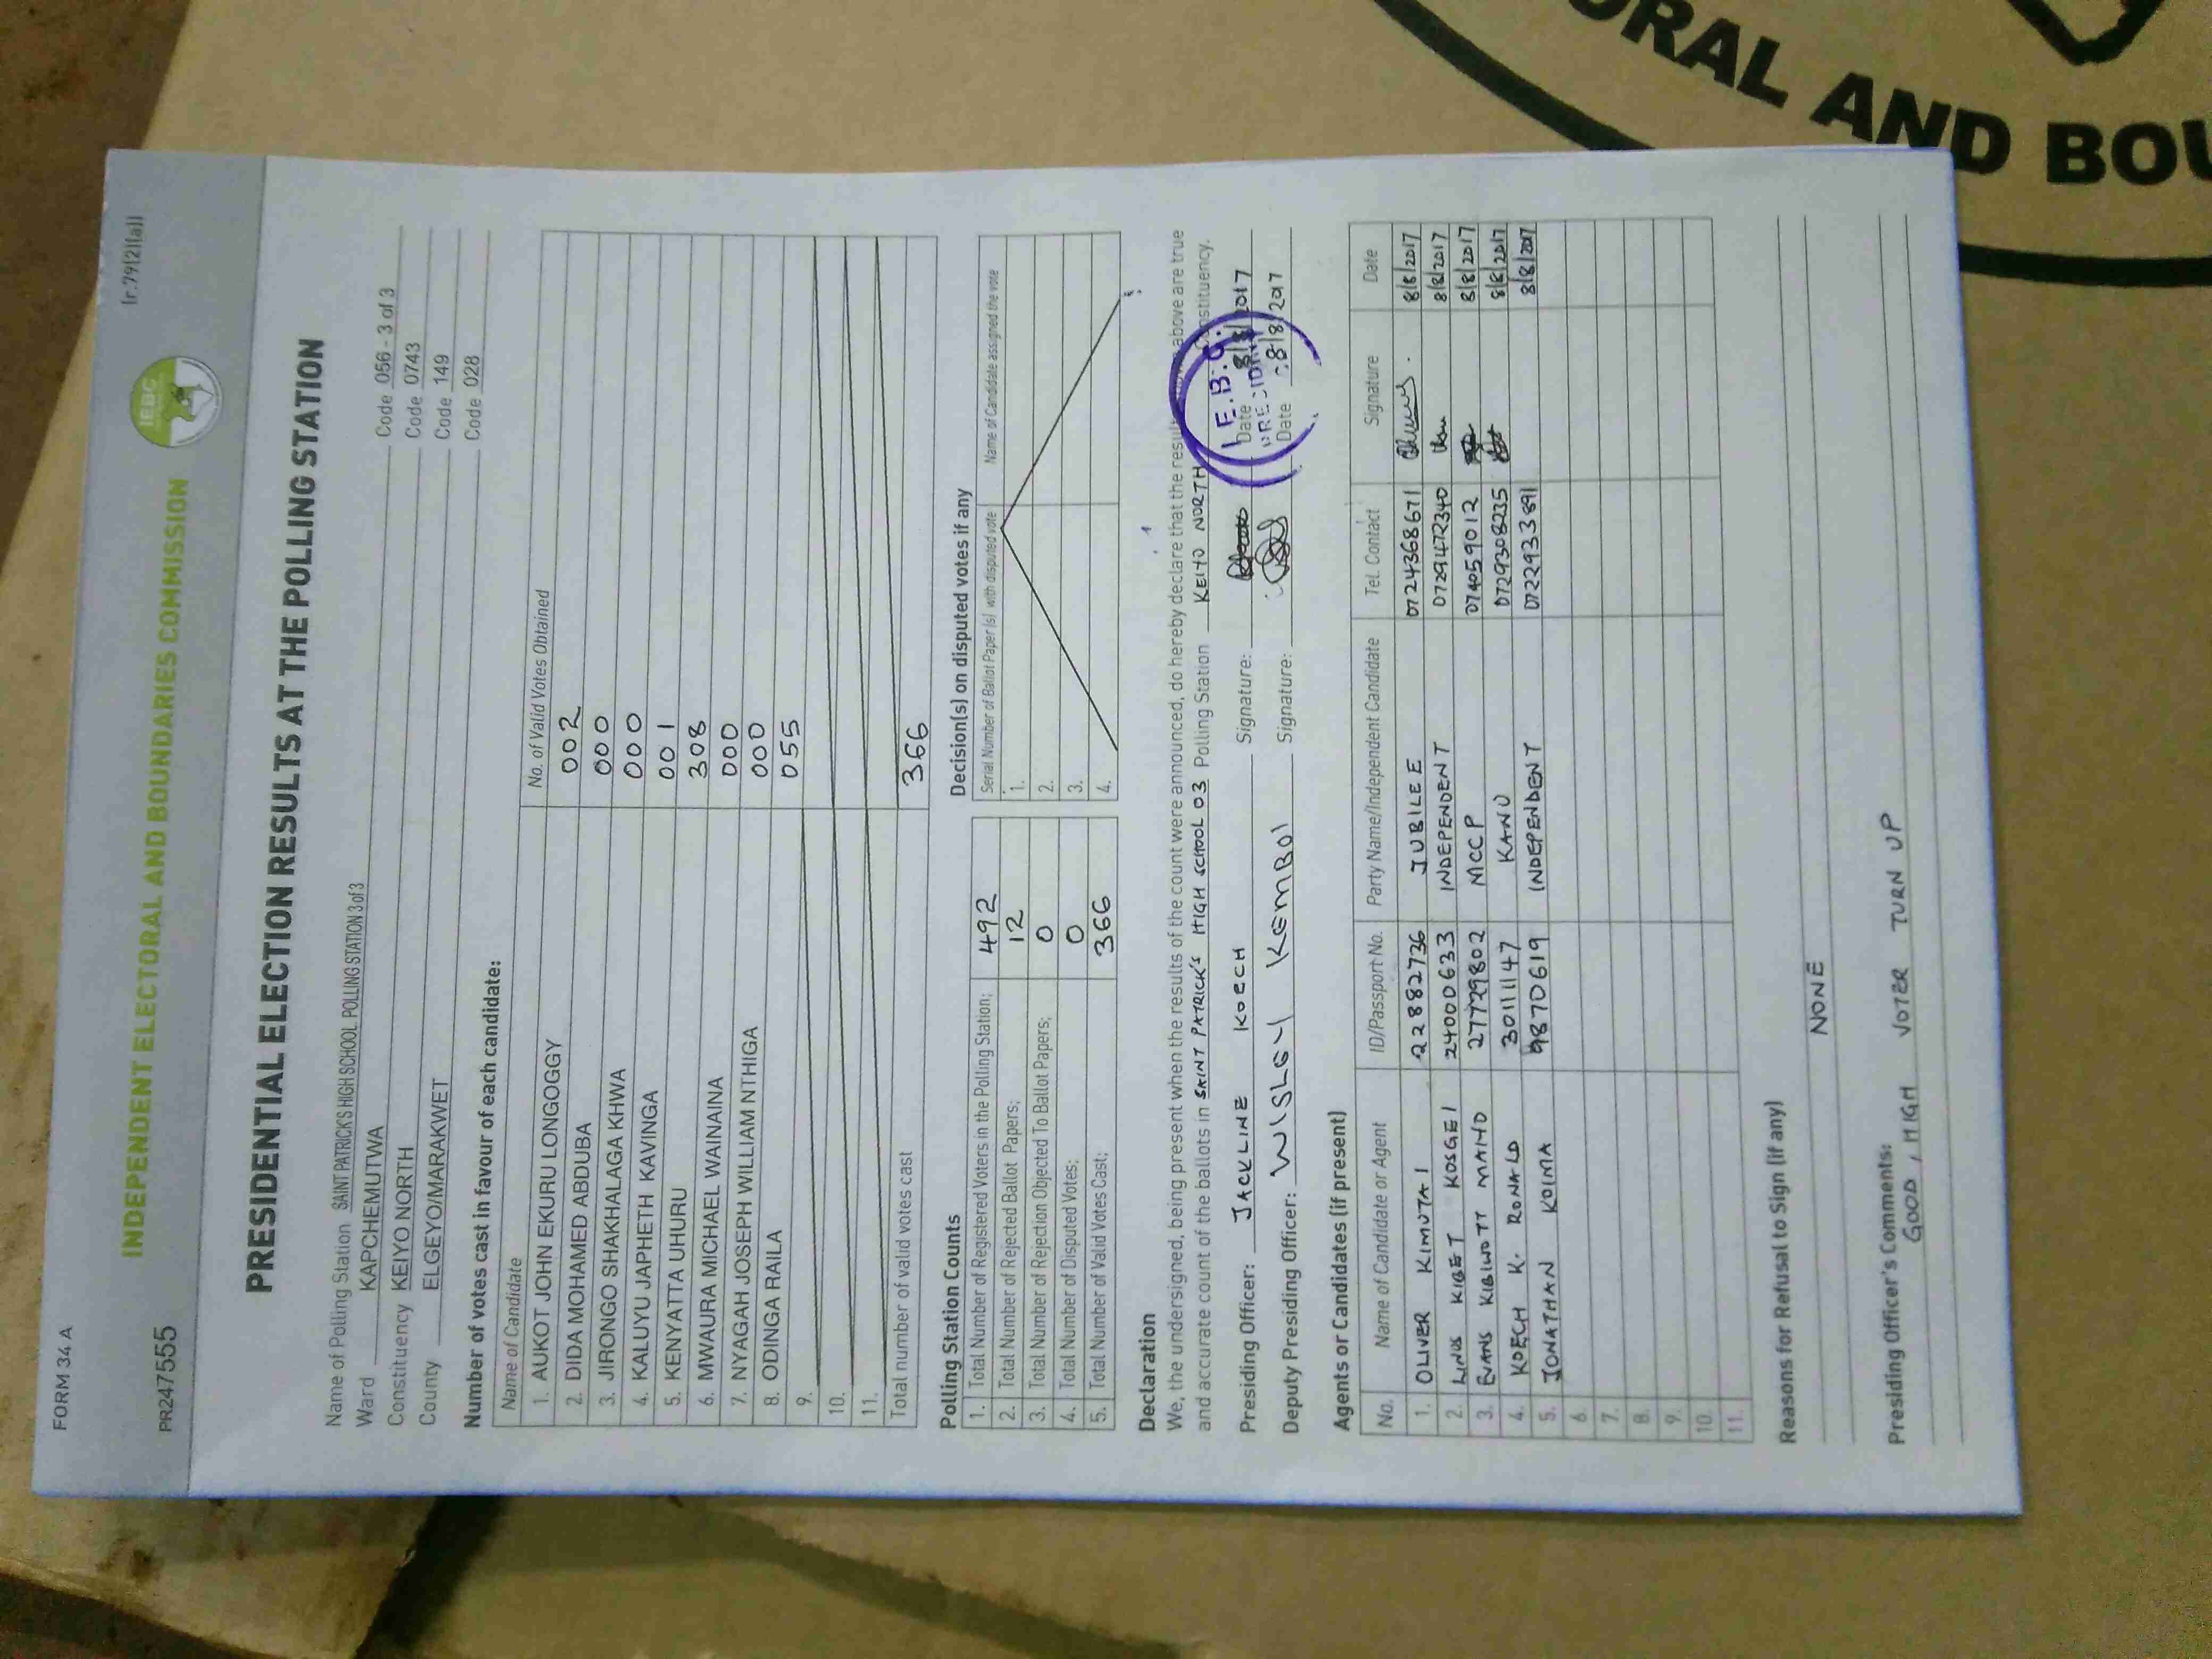 FORM 34 A
(r.79(2)(a))
IEBC
INDEPENDENT ELECTORAL AND BOUNDARIES COMMISSION
PR247555
PRESIDENTIAL ELECTION RESULTS AT THE POLLING STATION
Name of Polling Station SAINT PATRICK'S HIGH SCHOOL POLLING STATION 3 of 3 Code 056 - 3 of 3
Ward KAPCHEMUTWA Code 0743
Constituency KEIYO NORTH Code 149
County ELGEYO/MARAKWET Code 028
Number of votes cast in favour of each candidate:
Name of Candidate No. of Valid Votes Obtained
1. AUKOT JOHN EKURU LONGOGGY 002
2. DIDA MOHAMED ABDUBA 000
3. JIRONGO SHAKHALAGA KHWA 000
4. KALUYU JAPHETH KAVINGA 001
5. KENYATTA UHURU 308
6. MWAURA MICHAEL WAINAINA 000
7. NYAGAH JOSEPH WILLIAM NTHIGA 000
8. ODINGA RAILA 055
9.
10.
11.
Total number of valid votes cast 366
Polling Station Counts
1. Total Number of Registered Voters in the Polling Station; 492
2. Total Number of Rejected Ballot Papers; 12
3. Total Number of Rejection Objected To Ballot Papers; 0
4. Total Number of Disputed Votes; 0
5. Total Number of Valid Votes Cast; 366
Decision(s) on disputed votes if any
Serial Number of Ballot Paper (s) with disputed vote Name of Candidate assigned the vote
1.
2.
3.
4.
Declaration
We, the undersigned, being present when the results of the count were announced, do hereby declare that the results above are true
and accurate count of the ballots in SAINT PATRICK'S HIGH SCHOOL 03 Polling Station KEIYO NORTH Constituency.
Presiding Officer: JACKLINE KOECH Signature: Date 8/8/2017
Deputy Presiding Officer: WISLEY KEMBOI Signature: Date 8/8/2017
I.E.B.C.
Agents or Candidates (if present)
No. Name of Candidate or Agent ID/Passport No. Party Name/Independent Candidate Tel. Contact Signature Date
1. OLIVER KIMUTAI 22882736 JUBILEE 0724368671 8/8/2017
2. LINUS KIBET KOSGEI 24000633 INDEPENDENT 0729472340 8/8/2017
3. EVANS KIBIWOTT MAIYO 27729802 MCCP 0740559012 8/8/2017
4. KOECH K. RONALD 30111147 KANU 0729308235 8/8/2017
5. JONATHAN KOIMA 9870619 INDEPENDENT 0722933891 8/8/2017
6.
7.
8.
9.
10.
11.
Reasons for Refusal to Sign (if any)
NONE
Presiding Officer's Comments:
GOOD, HIGH VOTER TURN UP
ORAL AND BOU